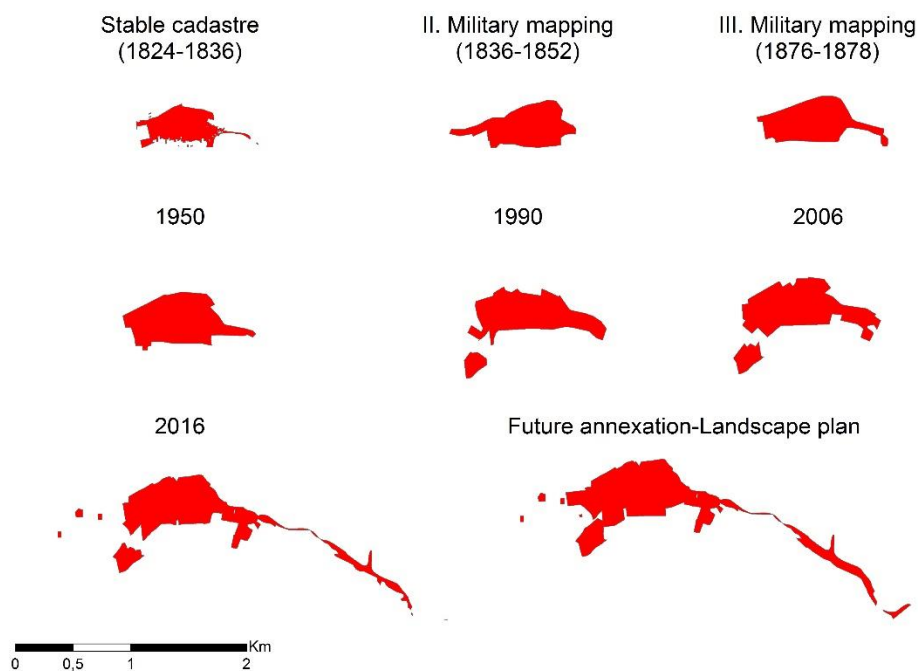 Stable cadastre
(1824-1836)
II. Military mapping
(1836-1852)
III. Military mapping
(1876-1878)
1950
1990
2006
2016
Future annexation-Landscape plan
Km
0 0,5 1 2